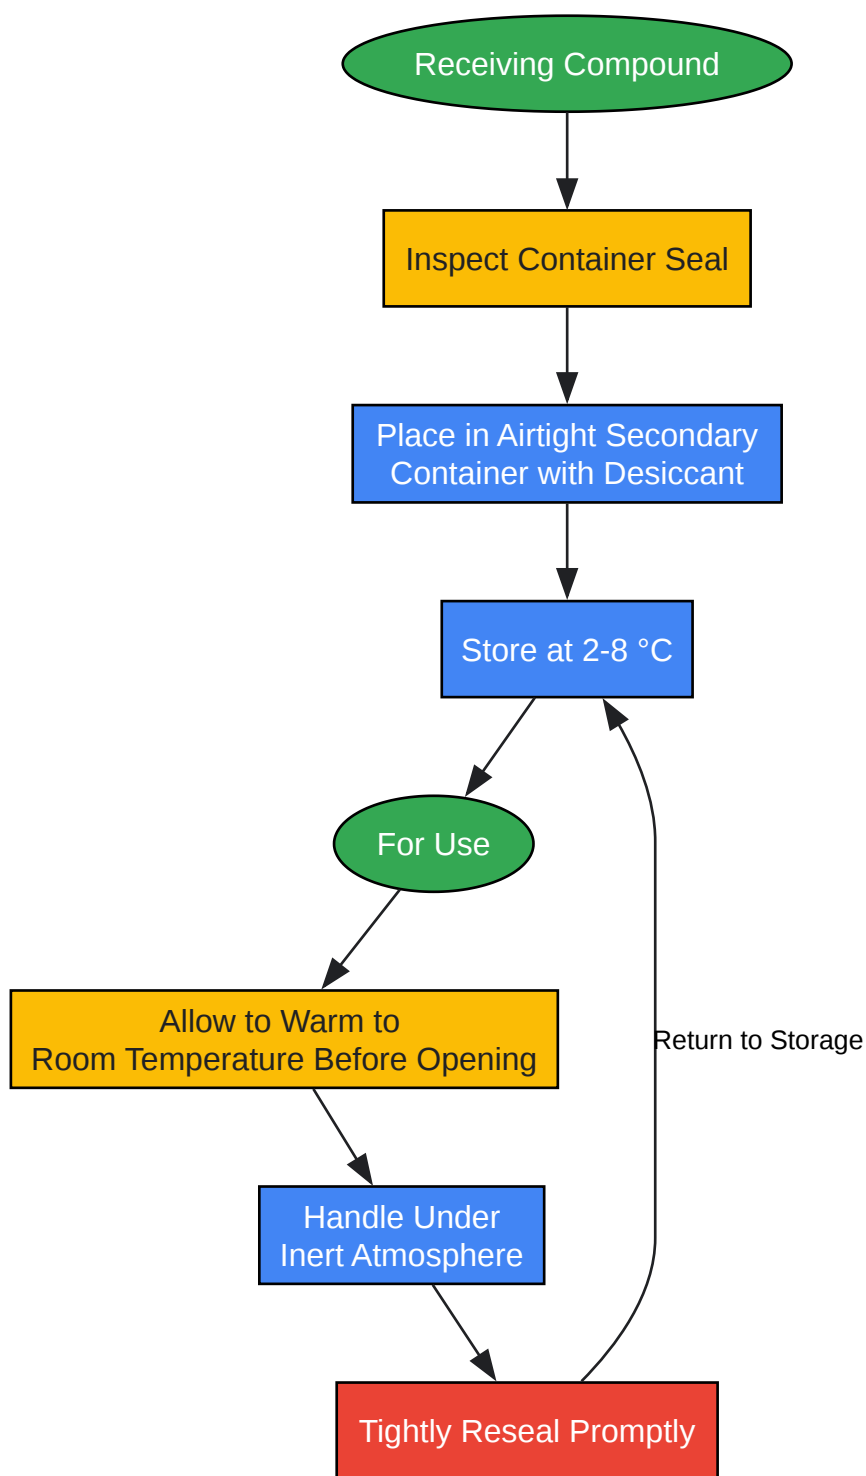 Receiving Compound
Inspect Container Seal
Place in Airtight Secondary
Container with Desiccant
Store at 2-8 °C
For Use
Allow to Warm to
Room Temperature Before Opening
Return to Storage
Handle Under
Inert Atmosphere
Tightly Reseal Promptly